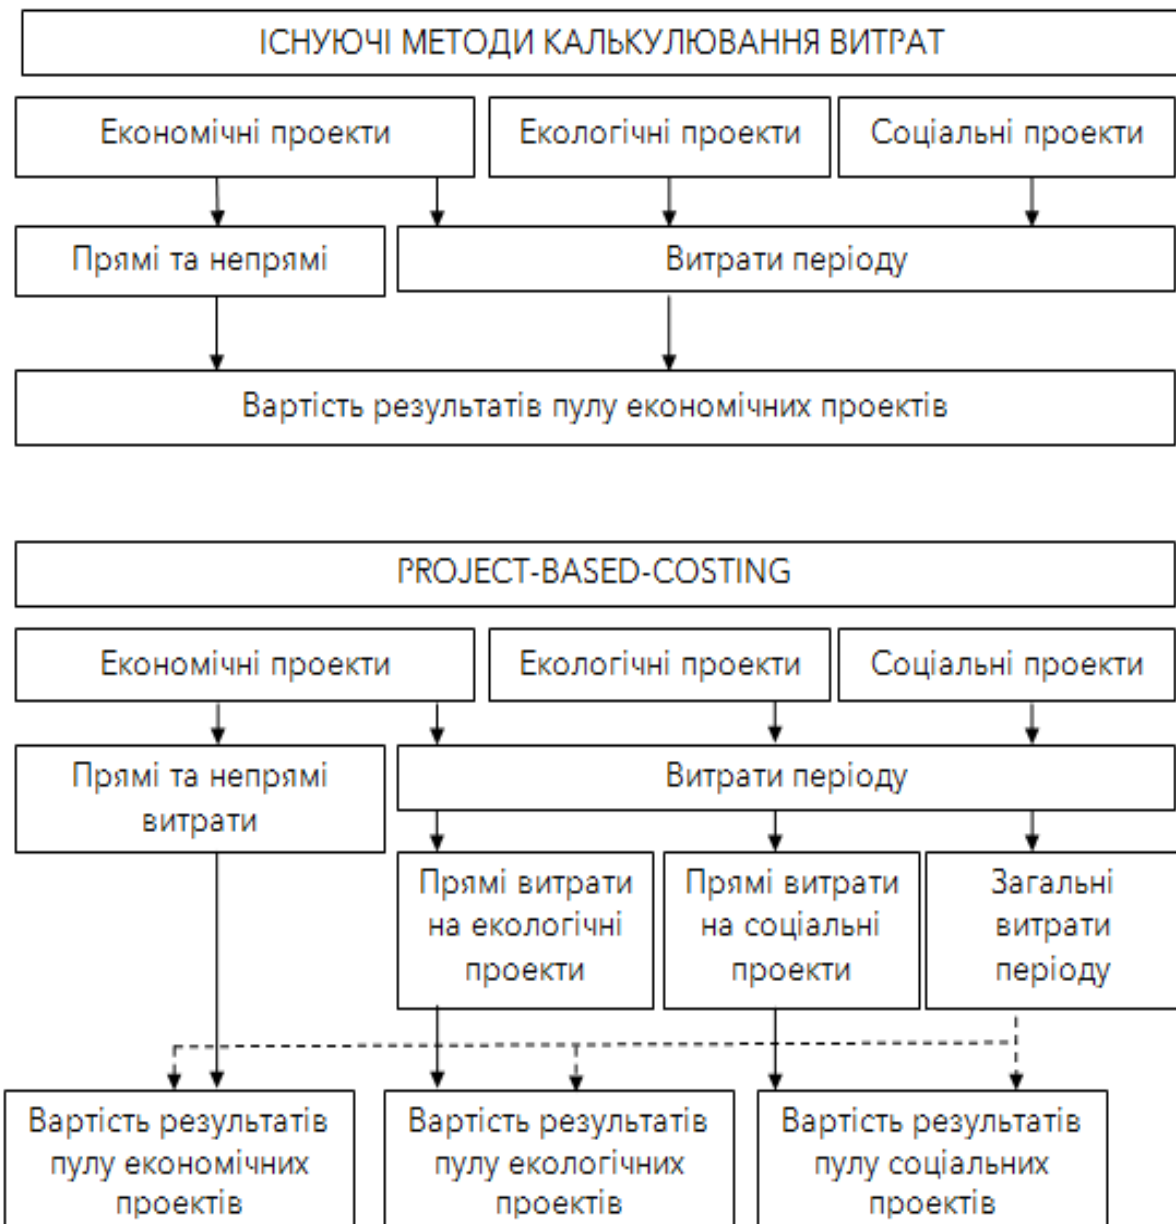 ІСНУЮЧІ МЕТОДИ КАЛЬКУЛЮВАННЯ ВИТРАТ
Економічні проекти
Екологічні проекти
Соціальні проекти
Прямі та непрямі
Витрати періоду
Вартість результатів пулу економічних проектів
PROJECT-BASED-COSTING
Економічні проекти
Екологічні проекти
Соціальні проекти
Прямі та непрямі
витрати
Витрати періоду
Прямі витрати
на екологічні
проекти
Прямі витрати
на соціальні
проекти
Загальні
витрати
періоду
Вартість результатів
пулу економічних
проектів
Вартість результатів
пулу екологічних
проектів
Вартість результатів
пулу соціальних
проектів